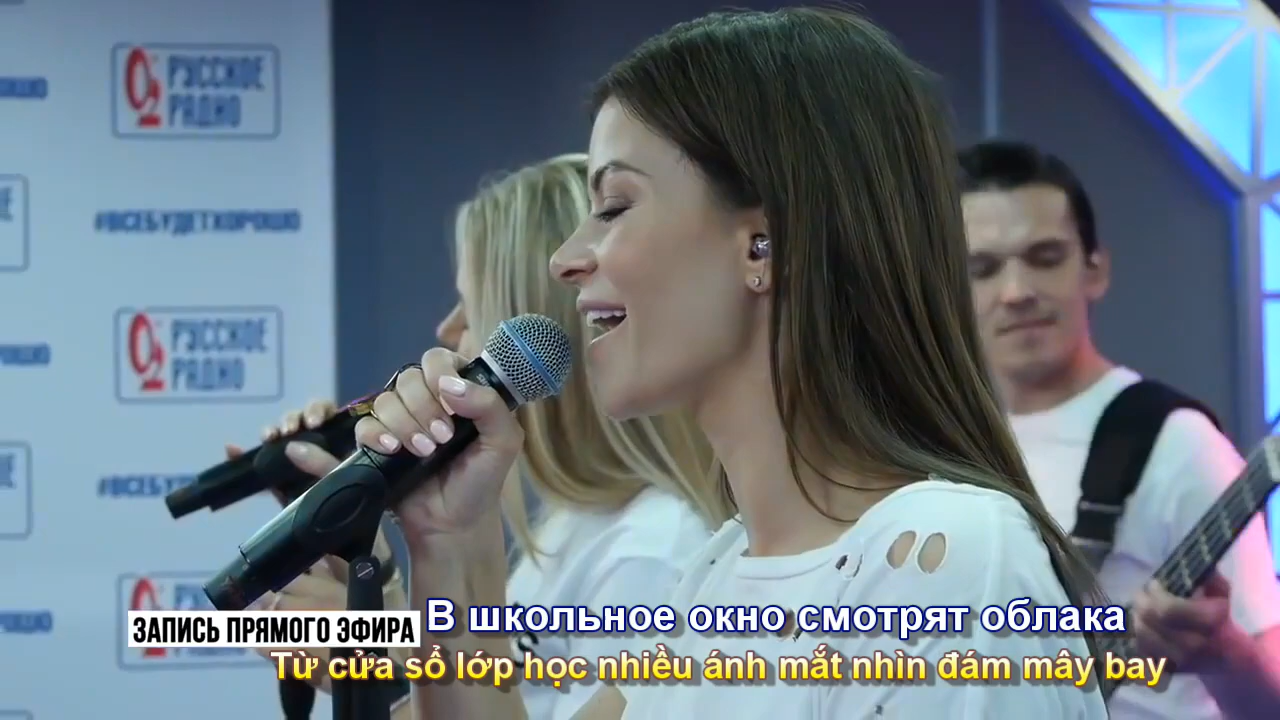 РУССКОЕ
РАДИО
#ВСЕБУДЕТХОРОШО
РУССКОЕ
РАДИО
ЗАПИСЬ ПРЯМОГО ЭФИРА
В школьное окно смотрят облака
Từ cửa sổ lớp học nhiều ánh mắt nhìn đám mây bay